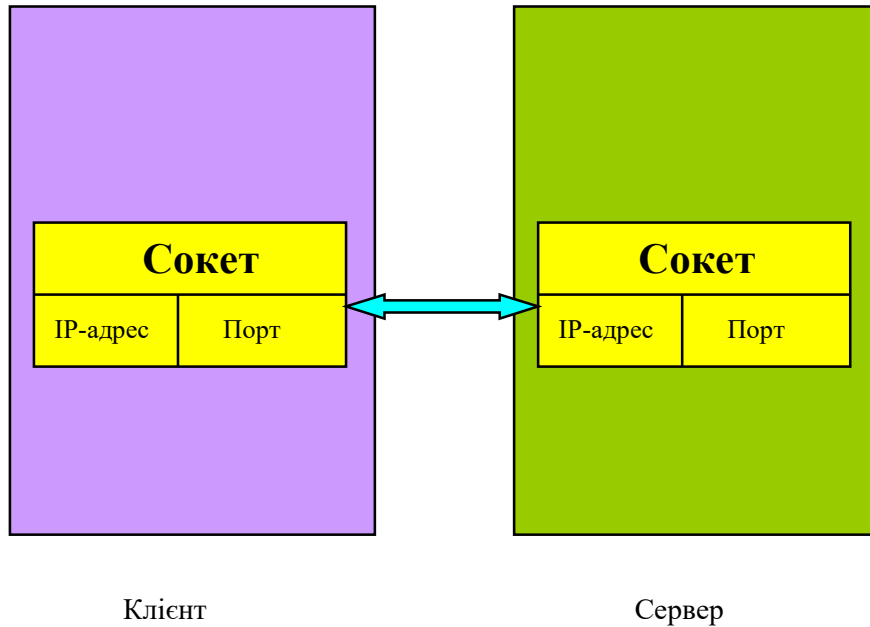 Сокет
IP-адрес
Порт
Сокет
IP-адрес
Порт
Клієнт
Сервер